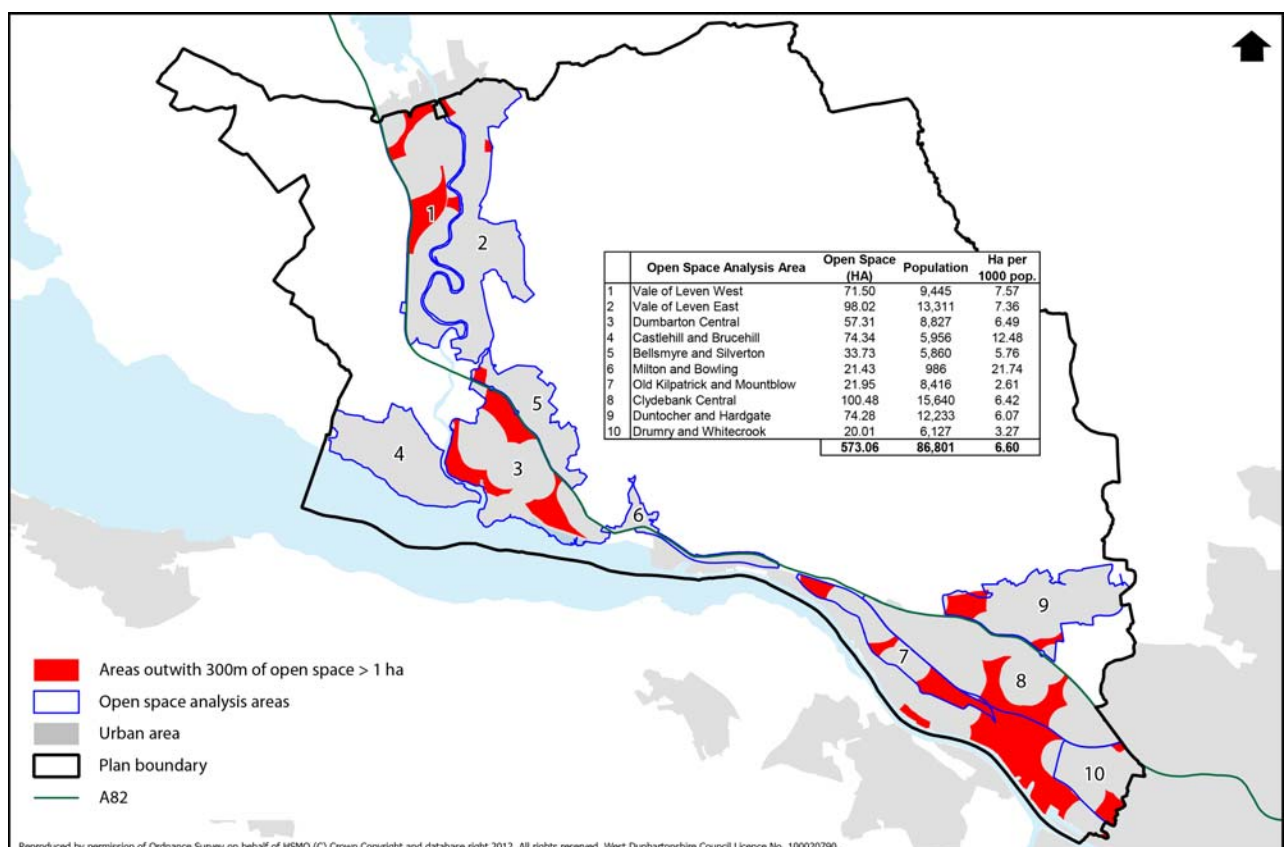 Open Space Analysis Area Open Space (HA) Population Ha per 1000 pop.
1 Vale of Leven West 71.50 9,445 7.57
2 Vale of Leven East 98.02 13,311 7.36
3 Dumbarton Central 57.31 8,827 6.49
4 Castlehill and Brucehill 74.34 5,956 12.48
5 Bellsmyre and Silverton 33.73 5,860 5.76
6 Milton and Bowling 21.43 986 21.74
7 Old Kilpatrick and Mountblow 21.95 8,416 2.61
8 Clydebank Central 100.48 15,640 6.42
9 Duntocher and Hardgate 74.28 12,233 6.07
10 Drumry and Whitecrook 20.01 6,127 3.27
573.06 86,801 6.60
1
2
3
4
5
6
7
8
9
10
Areas outwith 300m of open space > 1 ha
Open space analysis areas
Urban area
Plan boundary
A82
Reproduced by permission of Ordnance Survey on behalf of HMSO (C) Crown Copyright and database right 2012. All rights reserved. West Dunbartonshire Council Licence No. 100020790